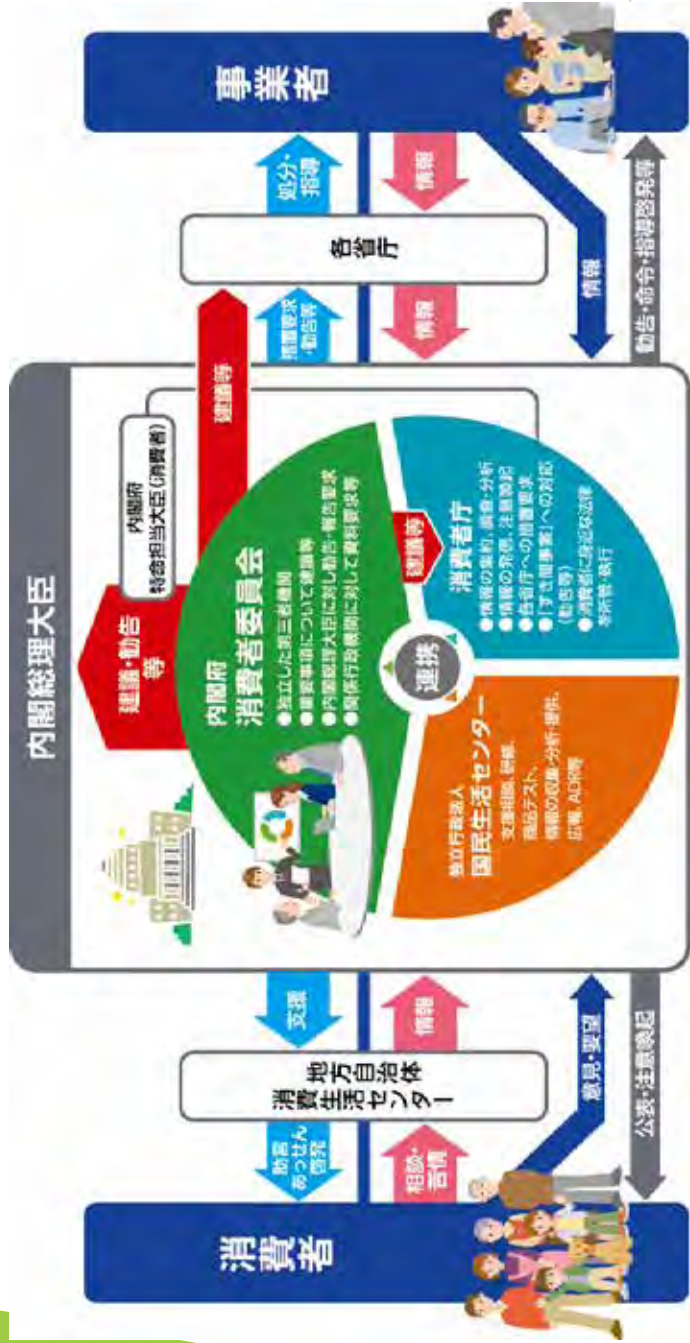 内閣総理大臣
消費者
助言
あっせん
啓発
相談・
苦情
地方自治体
消費生活センター
支援
情報
意見・要望
公表・注意喚起
建議・勧告
等
内閣府
特命担当大臣(消費者)
建議等
内閣府
消費者委員会
●独立した第三者機関
●重要事項について建議等
●内閣総理大臣に対し勧告・報告要求
●関係行政機関に対して資料要求等
建議等
連携
独立行政法人
国民生活センター
支援相談、研修、
商品テスト、
情報の収集・分析・提供、
広報、ADR等
消費者庁
●情報の集約、調査・分析
●情報の発信、注意喚起
●各省庁への措置要求
●「すき間事案」への対応
(勧告等)
●消費者に身近な法律
を所管・執行
措置要求
・勧告等
情報
各省庁
処分・
指導
情報
情報
勧告・命令・指導啓発等
事業者